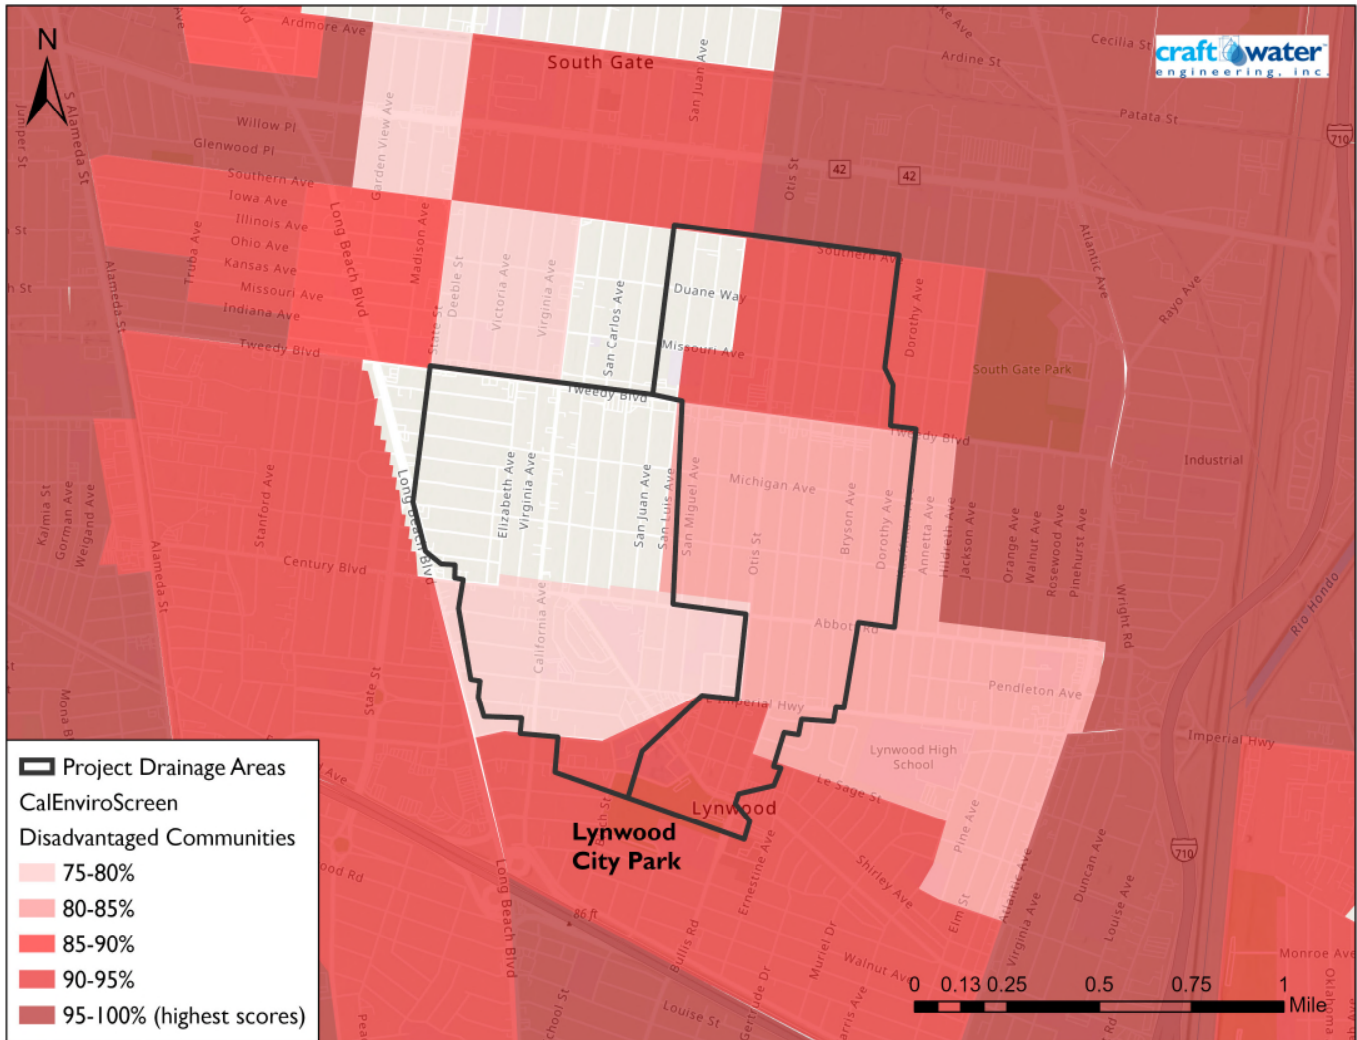 Ardmore Ave
N
South Gate
San Juan Ave
Cecilia St
Ardine St
craft water
engineering, inc.
Juniper St
S Alameda St
Willow Pl
Glenwood Pl
Garden View Ave
Patata St
710
42
42
Otis St
Southern Ave
Iowa Ave
Illinois Ave
Ohio Ave
Kansas Ave
Missouri Ave
Indiana Ave
Tweedy Blvd
Truba Ave
Long Beach Blvd
Madison Ave
Alameda St
State St
Deeble St
Victoria Ave
Virginia Ave
San Carlos Ave
Duane Way
Missouri Ave
Southern Ave
Dorothy Ave
Atlantic Ave
Rayo Ave
South Gate Park
Tweedy Blvd
Tweedy Blvd
Industrial
Kalmia St
Gorman Ave
Weigand Ave
Stanford Ave
Long Beach Blvd
Elizabeth Ave
Virginia Ave
San Juan Ave
San Luis Ave
San Miguel Ave
Michigan Ave
Otis St
Bryson Ave
Dorothy Ave
Annetta Ave
Hildreth Ave
Jackson Ave
Orange Ave
Walnut Ave
Rosewood Ave
Pinehurst Ave
Alameda St
Century Blvd
California Ave
Abbott Rd
Wright Rd
Rio Hondo
State St
E Imperial Hwy
Pendleton Ave
Imperial Hwy
Lynwood High
School
Le Sage St
Lynwood
Lynwood
City Park
Beach St
Ernestine Ave
Shirley Ave
Pine Ave
Elm St
Atlantic Ave
Virginia Ave
Duncan Ave
Louise Ave
710
Long Beach Blvd
86 ft
Bullis Rd
Muriel Dr
Walnut Ave
Gertrude Dr
Louise St
Monroe Ave
Project Drainage Areas
CalEnviroScreen
Disadvantaged Communities
75-80%
80-85%
85-90%
90-95%
95-100% (highest scores)
0 0.13 0.25 0.5 0.75 1
Mile